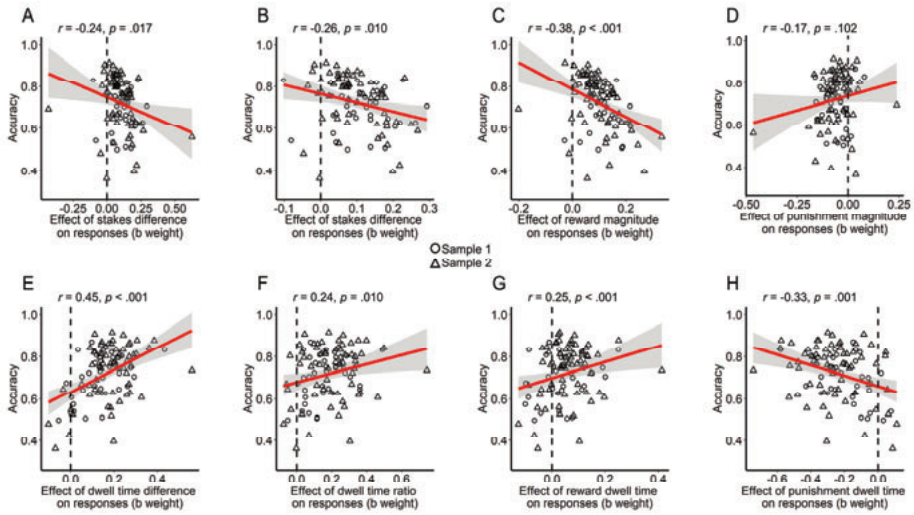 A
r = -0.24, p = .017
1.0
0.8
0.6
0.4
Accuracy
0.00
0.25
0.50
Effect of stakes difference
on responses (b weight)
B
r = -0.26, p = .010
1.0
0.8
0.6
0.4
Accuracy
-0.1
0.0
0.1
0.2
0.3
Effect of stakes difference
on responses (b weight)
C
r = -0.38, p < .001
1.0
0.8
0.6
0.4
Accuracy
-0.2
0.0
0.2
Effect of reward magnitude
on responses (b weight)
D
r = -0.17, p = .102
1.0
0.8
0.6
0.4
Accuracy
-0.50
-0.25
0.00
0.25
Effect of punishment magnitude
on responses (b weight)
Sample 1
Sample 2
E
r = 0.45, p < .001
1.0
0.8
0.6
0.4
Accuracy
0.0
0.2
0.4
Effect of dwell time difference
on responses (b weight)
F
r = 0.24, p = .010
1.0
0.8
0.6
0.4
Accuracy
0.0
0.2
0.4
0.6
Effect of dwell time ratio
on responses (b weight)
G
r = 0.25, p < .001
1.0
0.8
0.6
0.4
Accuracy
0.0
0.2
0.4
Effect of reward dwell time
on responses (b weight)
H
r = -0.33, p = .001
1.0
0.8
0.6
0.4
Accuracy
-0.6
-0.4
-0.2
0.0
Effect of punishment dwell time
on responses (b weight)